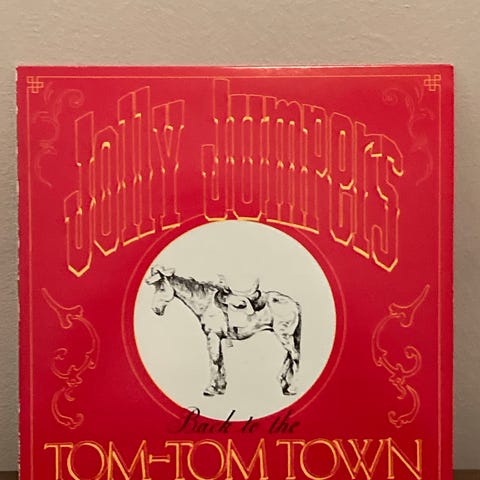 Jolly Jumpers
Back to the
TOM-TOM TOWN